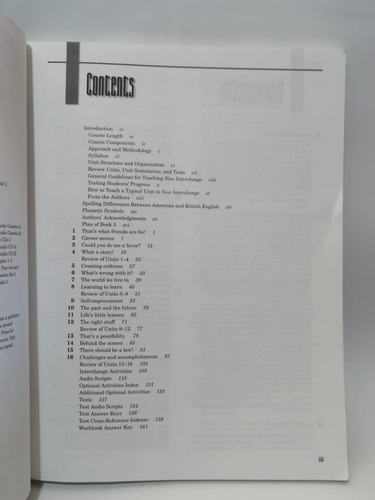 Contents
Introduction iv
Course Length iv
Course Components iv
Approach and Methodology v
Syllabus vi
Unit Structure and Organization vi
Review Units, Unit Summaries, and Tests vii
General Guidelines for Teaching New Interchange viii
Testing Students' Progress x
How to Teach a Typical Unit in New Interchange xi
From the Authors xiii
Spelling Differences Between American and British English xiv
Phonetic Symbols xiv
Authors' Acknowledgments xv
Plan of Book 3 xvi
1 That's what friends are for! 1
2 Career moves 7
3 Could you do me a favor? 13
4 What a story! 19
Review of Units 1–4 25
5 Crossing cultures 27
6 What's wrong with it? 33
7 The world we live in 39
8 Learning to learn 45
Review of Units 5–8 51
9 Self-improvement 53
10 The past and the future 59
11 Life's little lessons 65
12 The right stuff 71
Review of Units 9–12 77
13 That's a possibility. 79
14 Behind the scenes 85
15 There should be a law! 91
16 Challenges and accomplishments 97
Review of Units 13–16 103
Interchange Activities 105
Audio Scripts 115
Optional Activities Index 131
Additional Optional Activities 132
Tests 137
Test Audio Scripts 154
Test Answer Keys 156
Test Cross-Reference Indexes 159
Workbook Answer Key 161
iii